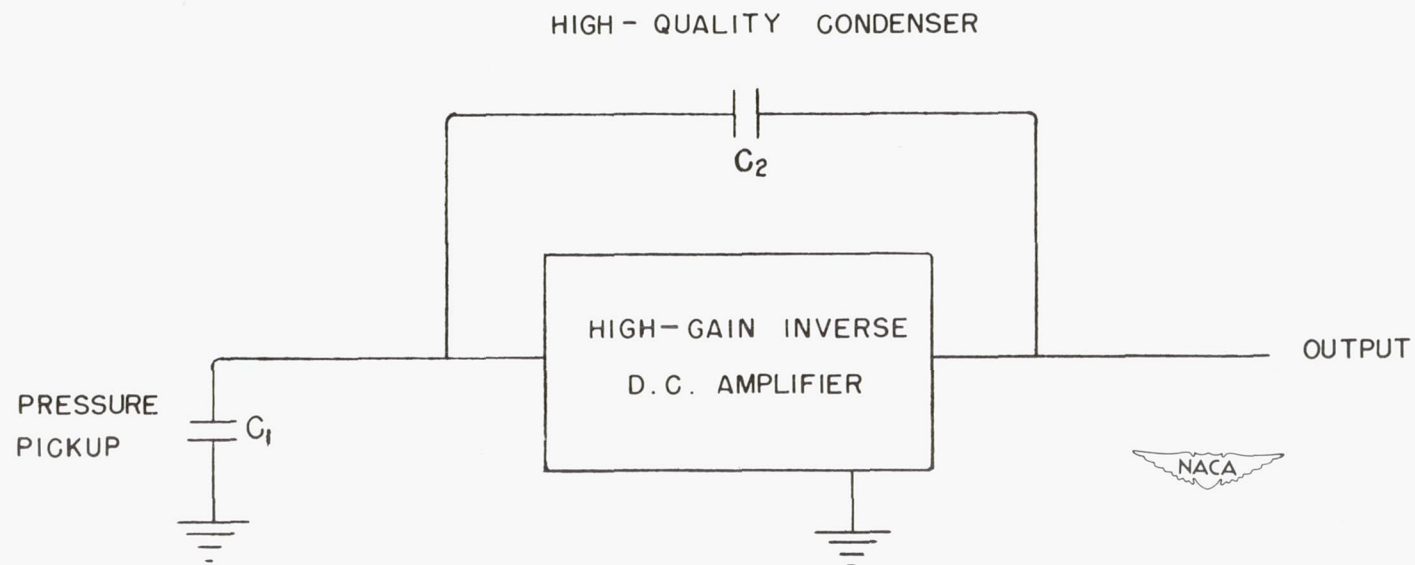 HIGH-QUALITY CONDENSER
C2
HIGH-GAIN INVERSE
D.C. AMPLIFIER
OUTPUT
PRESSURE
PICKUP
C1
NACA